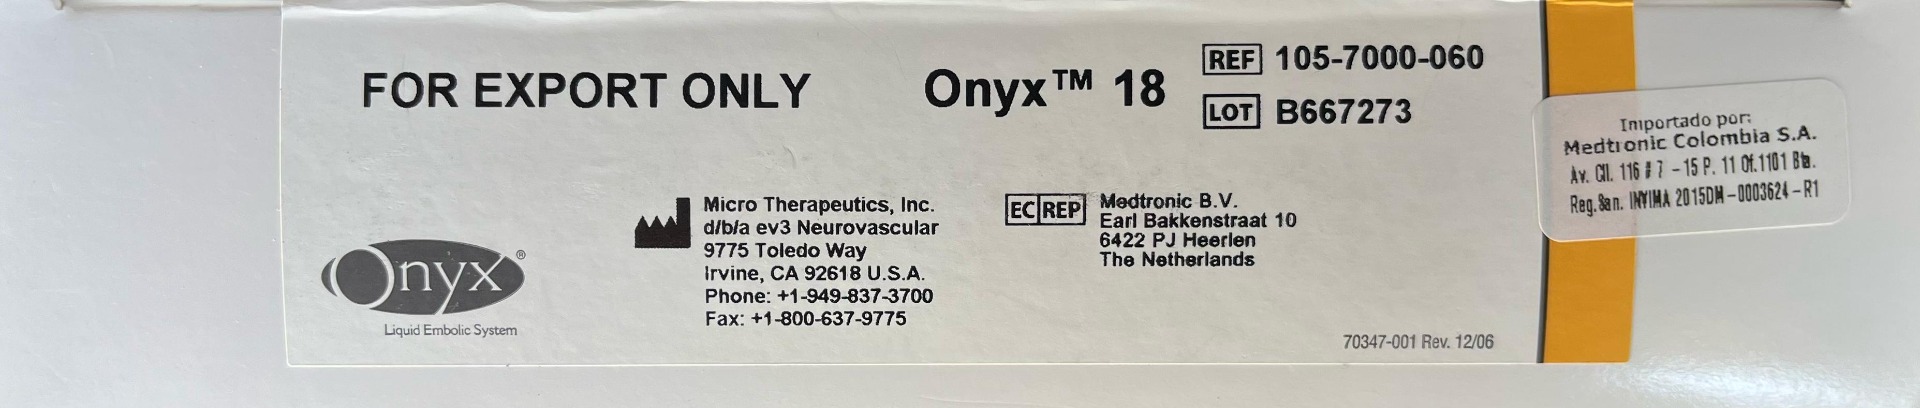 FOR EXPORT ONLY
Onyx™ 18
REF 105-7000-060
LOT B667273
Onyx®
Liquid Embolic System
Micro Therapeutics, Inc.
d/b/a ev3 Neurovascular
9775 Toledo Way
Irvine, CA 92618 U.S.A.
Phone: +1-949-837-3700
Fax: +1-800-637-9775
EC REP
Medtronic B.V.
Earl Bakkenstraat 10
6422 PJ Heerlen
The Netherlands
70347-001 Rev. 12/06
Importado por:
Medtronic Colombia S.A.
Av. Cll. 116 # 7 - 15 P. 11 Of. 1101 Bta.
Reg. San. INVIMA 2015DM-0003624-R1